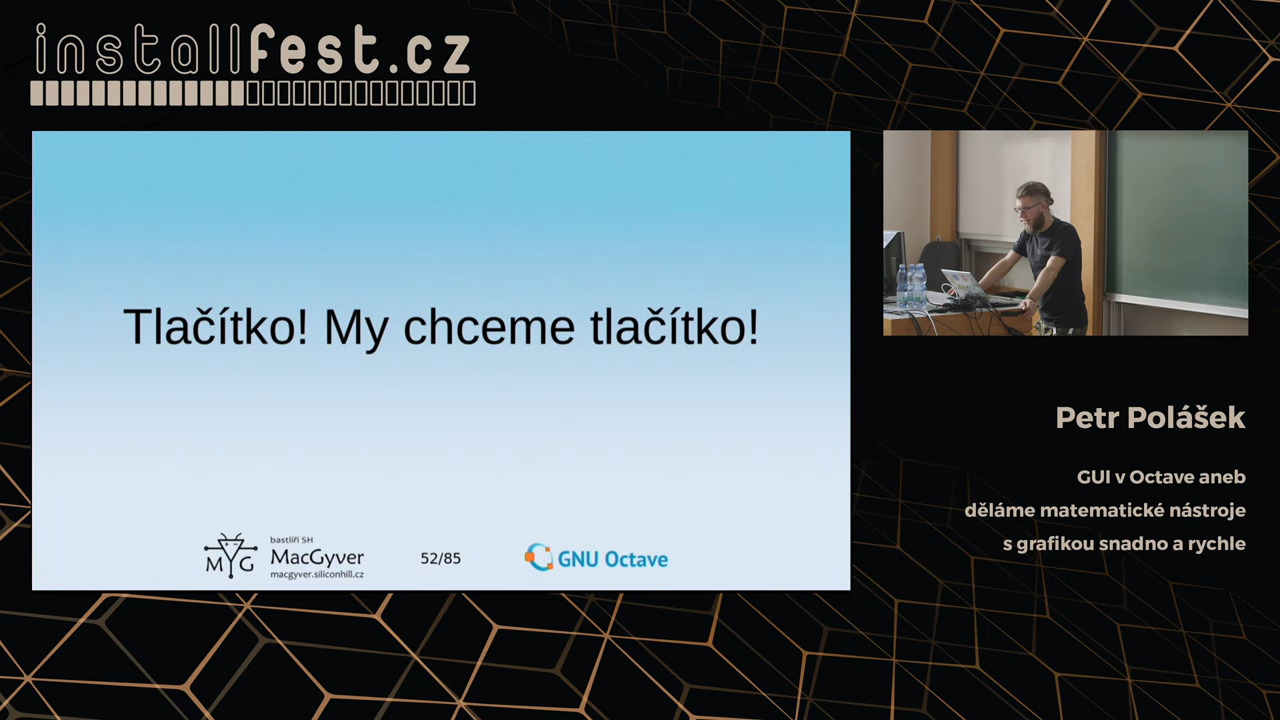 installfest.cz
Tlačítko! My chceme tlačítko!
bastlíři SH
MYG MacGyver
macgyver.siliconhill.cz
52/85
GNU Octave
Petr Polášek
GUI v Octave aneb
děláme matematické nástroje
s grafikou snadno a rychle